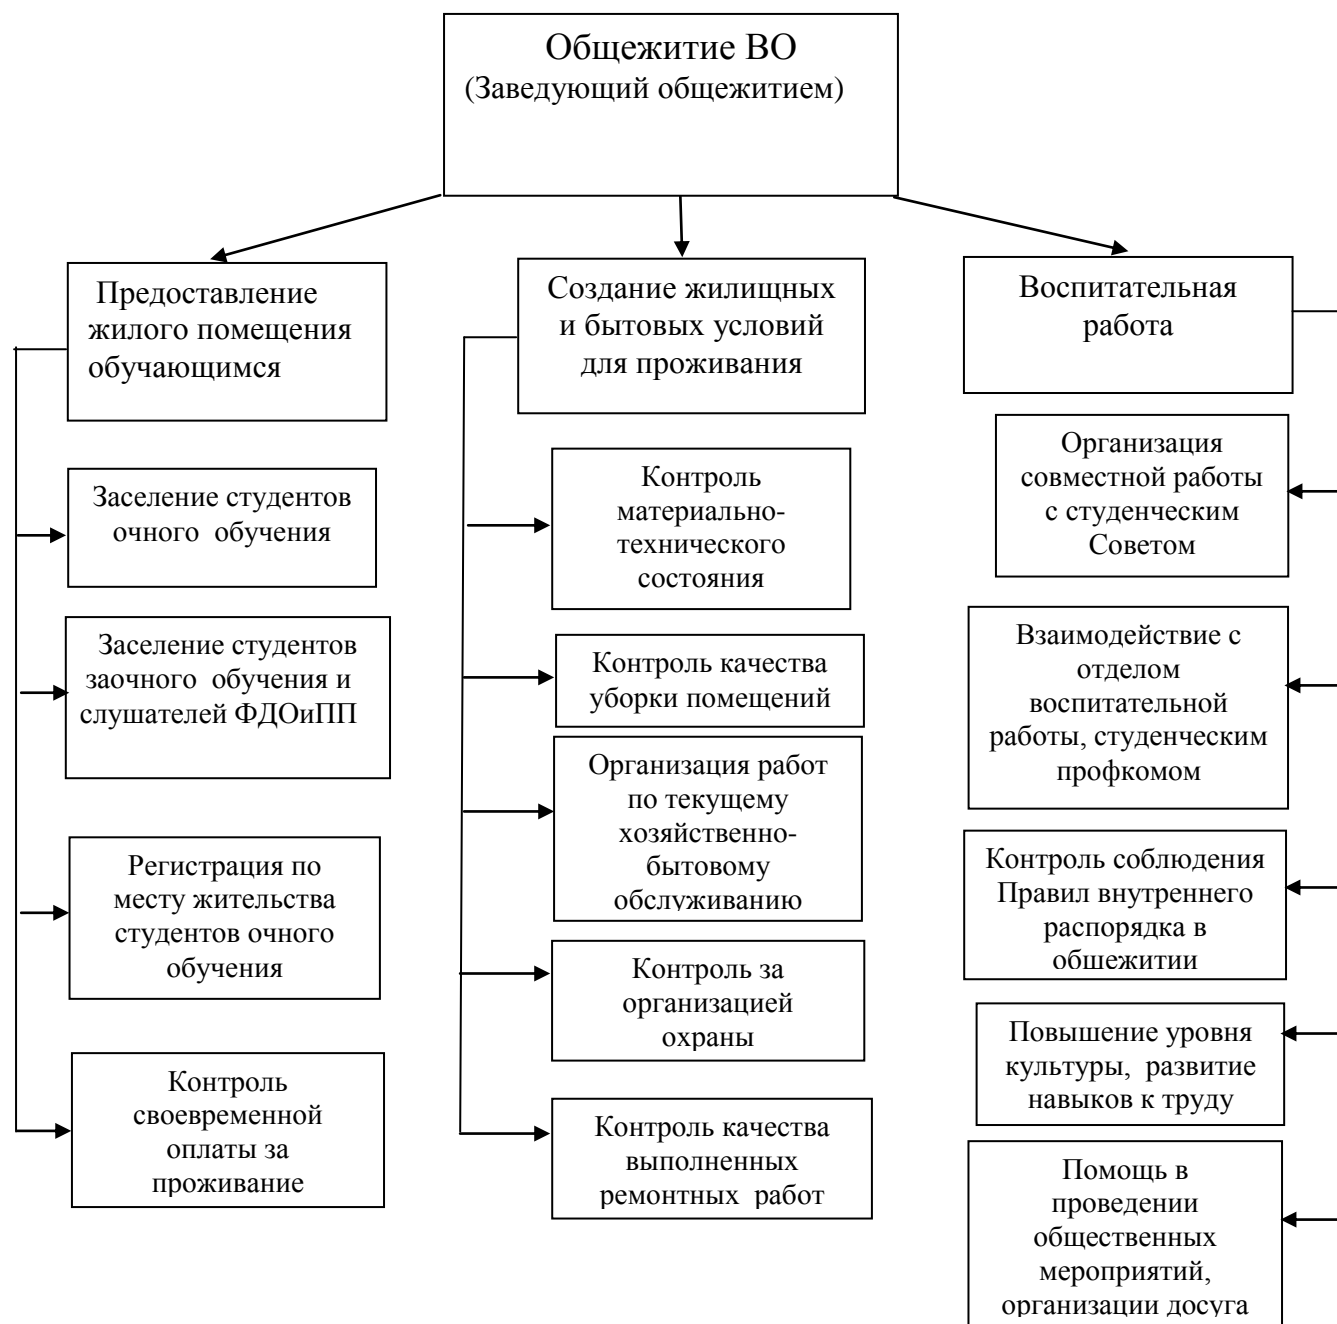 Общежитие ВО
(Заведующий общежитием)
Предоставление
жилого помещения
обучающимся
Заселение студентов
очного обучения
Заселение студентов
заочного обучения и
слушателей ФДОиПП
Регистрация по
месту жительства
студентов очного
обучения
Контроль
своевременной
оплаты за
проживание
Создание жилищных
и бытовых условий
для проживания
Контроль
материально-
технического
состояния
Контроль качества
уборки помещений
Организация работ
по текущему
хозяйственно-
бытовому
обслуживанию
Контроль за
организацией
охраны
Контроль качества
выполненных
ремонтных работ
Воспитательная
работа
Организация
совместной работы
с студенческим
Советом
Взаимодействие с
отделом
воспитательной
работы, студенческим
профкомом
Контроль соблюдения
Правил внутреннего
распорядка в
обшежитии
Повышение уровня
культуры, развитие
навыков к труду
Помощь в
проведении
общественных
мероприятий,
организации досуга